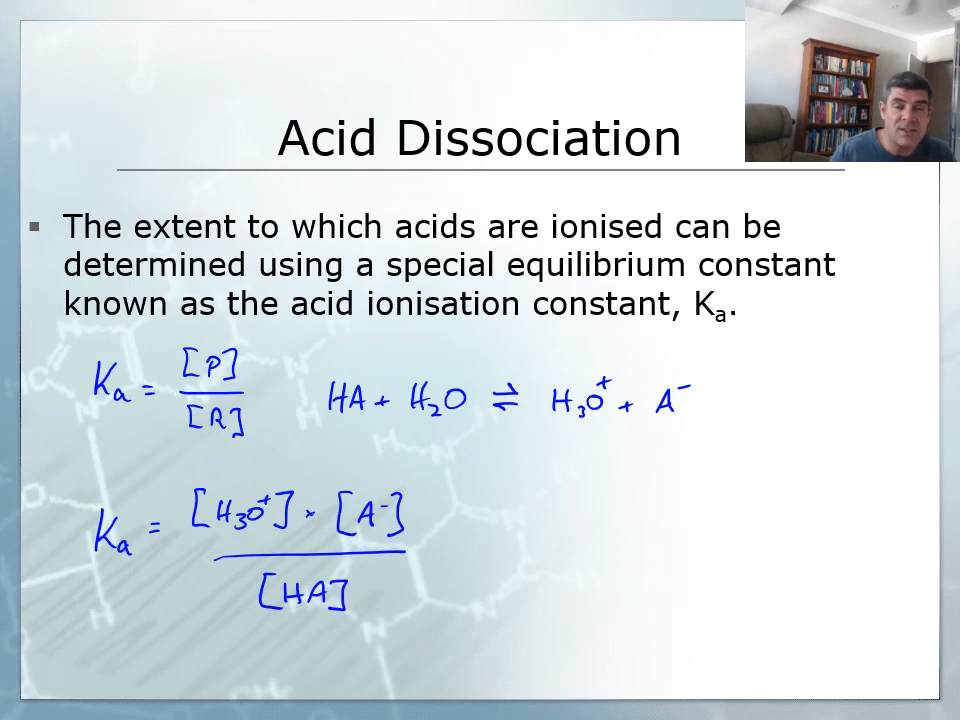 Acid Dissociation
▪ The extent to which acids are ionised can be
determined using a special equilibrium constant
known as the acid ionisation constant, Kₐ.
Kₐ = [P] / [R]
HA + H₂O ⇌ H₃O⁺ + A⁻
Kₐ = [H₃O⁺] × [A⁻] / [HA]